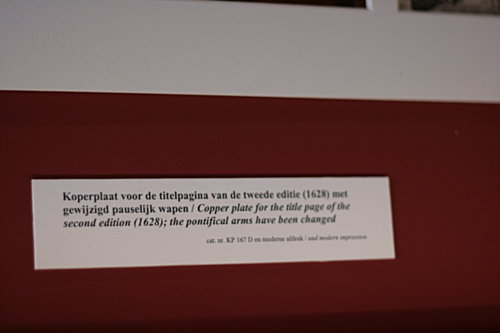 Koperplaat voor de titelpagina van de tweede editie (1628) met
gewijzigd pauselijk wapen / Copper plate for the title page of the
second edition (1628); the pontifical arms have been changed
cat. nr. KP 167 D en moderne afdruk / and modern impression